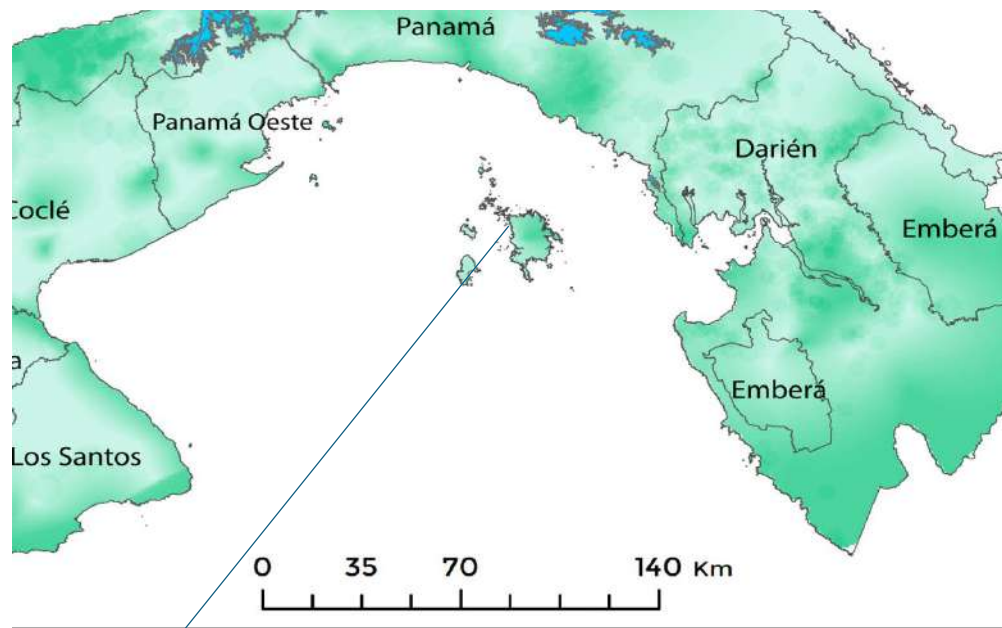 Panamá
Panamá Oeste
Darién
Coclé
Emberá
a
Emberá
Los Santos
0 35 70 140 Km